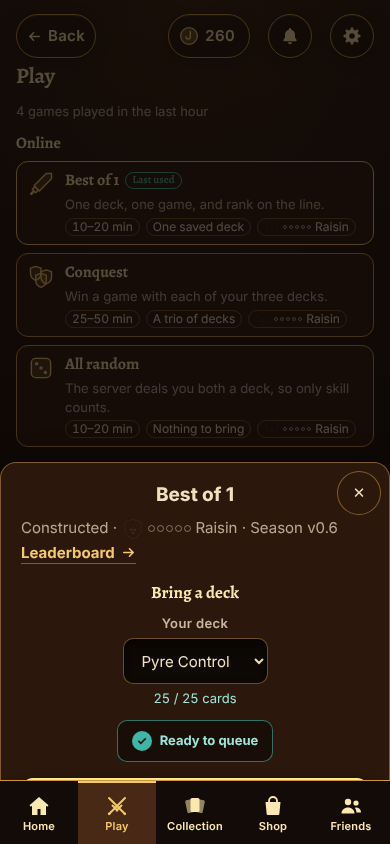 ← Back
J 260
Play
4 games played in the last hour
Online
Best of 1 Last used
One deck, one game, and rank on the line.
10–20 min One saved deck Raisin
Conquest
Win a game with each of your three decks.
25–50 min A trio of decks Raisin
All random
The server deals you both a deck, so only skill
counts.
10–20 min Nothing to bring Raisin
Best of 1
×
Constructed · Raisin · Season v0.6
Leaderboard →
Bring a deck
Your deck
Pyre Control
25 / 25 cards
Ready to queue
Home Play Collection Shop Friends